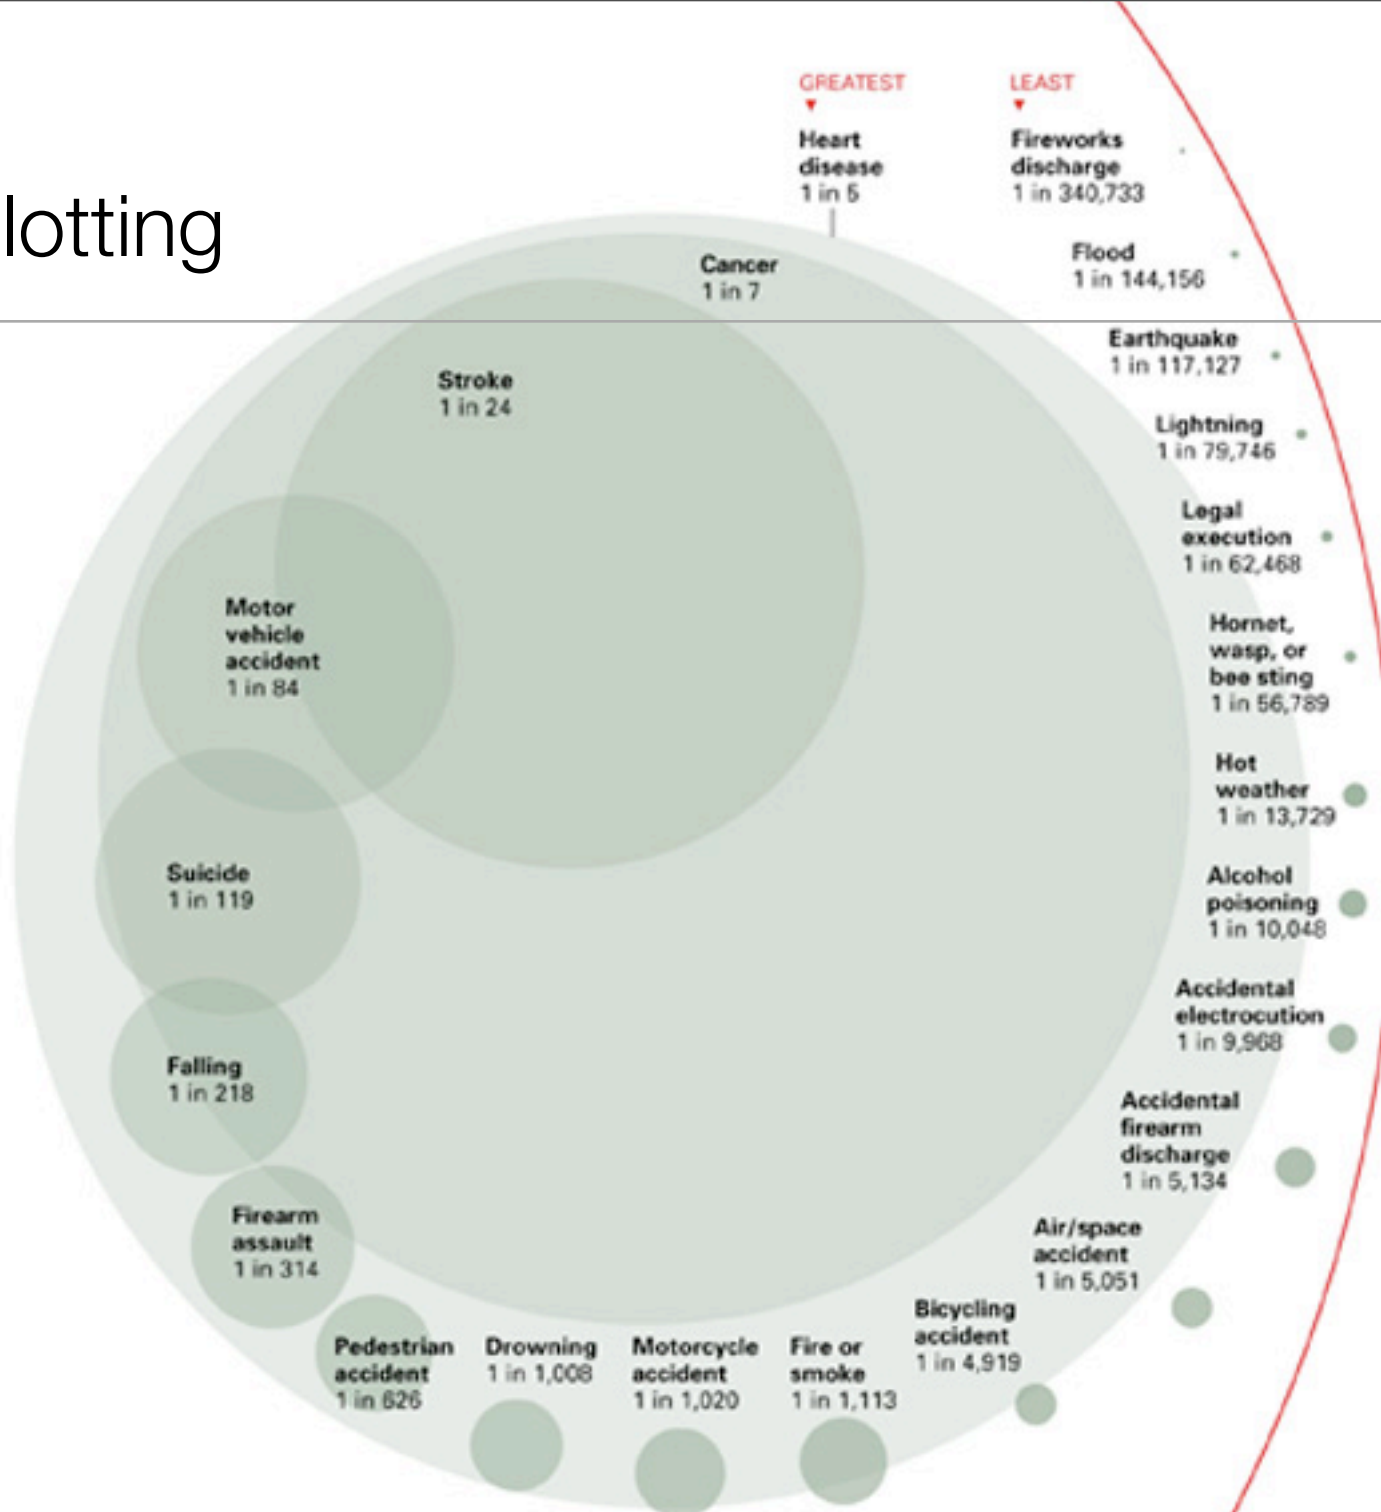 lotting
GREATEST
Heart
disease
1 in 5
LEAST
Fireworks
discharge
1 in 340,733
Flood
1 in 144,156
Earthquake
1 in 117,127
Lightning
1 in 79,746
Legal
execution
1 in 62,468
Hornet,
wasp, or
bee sting
1 in 56,789
Hot
weather
1 in 13,729
Alcohol
poisoning
1 in 10,048
Accidental
electrocution
1 in 9,968
Accidental
firearm
discharge
1 in 5,134
Air/space
accident
1 in 5,051
Bicycling
accident
1 in 4,919
Fire or
smoke
1 in 1,113
Motorcycle
accident
1 in 1,020
Drowning
1 in 1,008
Pedestrian
accident
1 in 626
Firearm
assault
1 in 314
Falling
1 in 218
Suicide
1 in 119
Motor
vehicle
accident
1 in 84
Stroke
1 in 24
Cancer
1 in 7